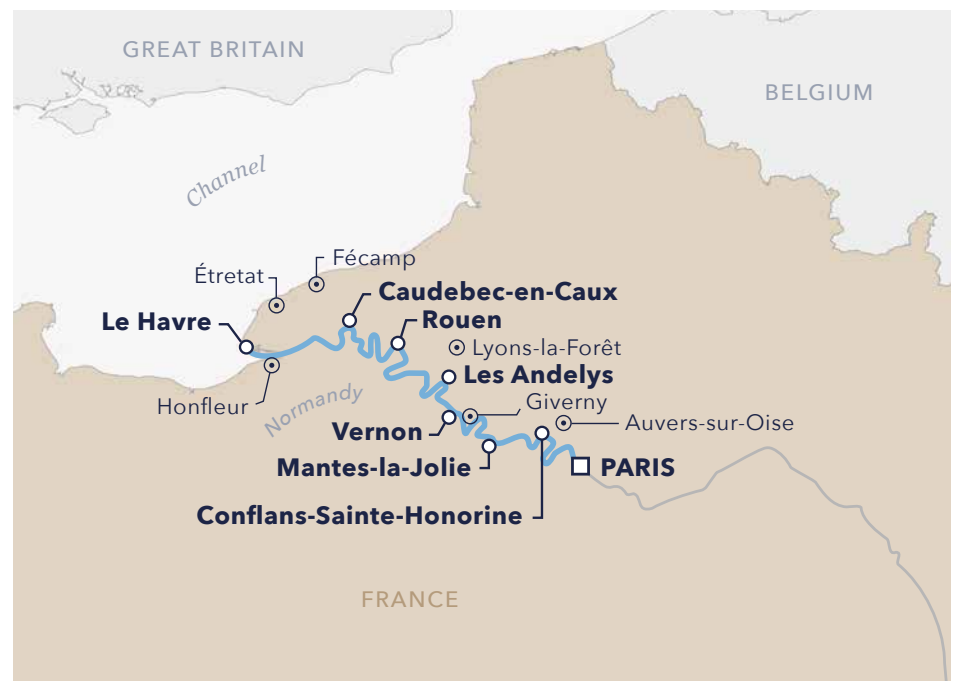 GREAT BRITAIN
BELGIUM
Channel
Fécamp
Étretat
Caudebec-en-Caux
Le Havre
Rouen
Lyons-la-Forêt
Les Andelys
Honfleur
Normandy
Giverny
Auvers-sur-Oise
Vernon
Mantes-la-Jolie
PARIS
Conflans-Sainte-Honorine
FRANCE